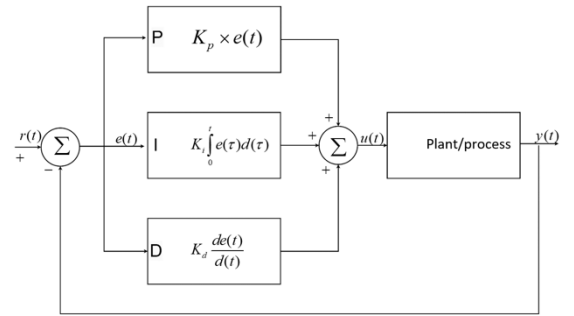 P K_p × e(t)
+
r(t)
+
−
Σ
e(t)
I K_i ∫_0^t e(τ)d(τ)
+
Σ
+
u(t)
Plant/process
y(t)
D K_d de(t)/d(t)